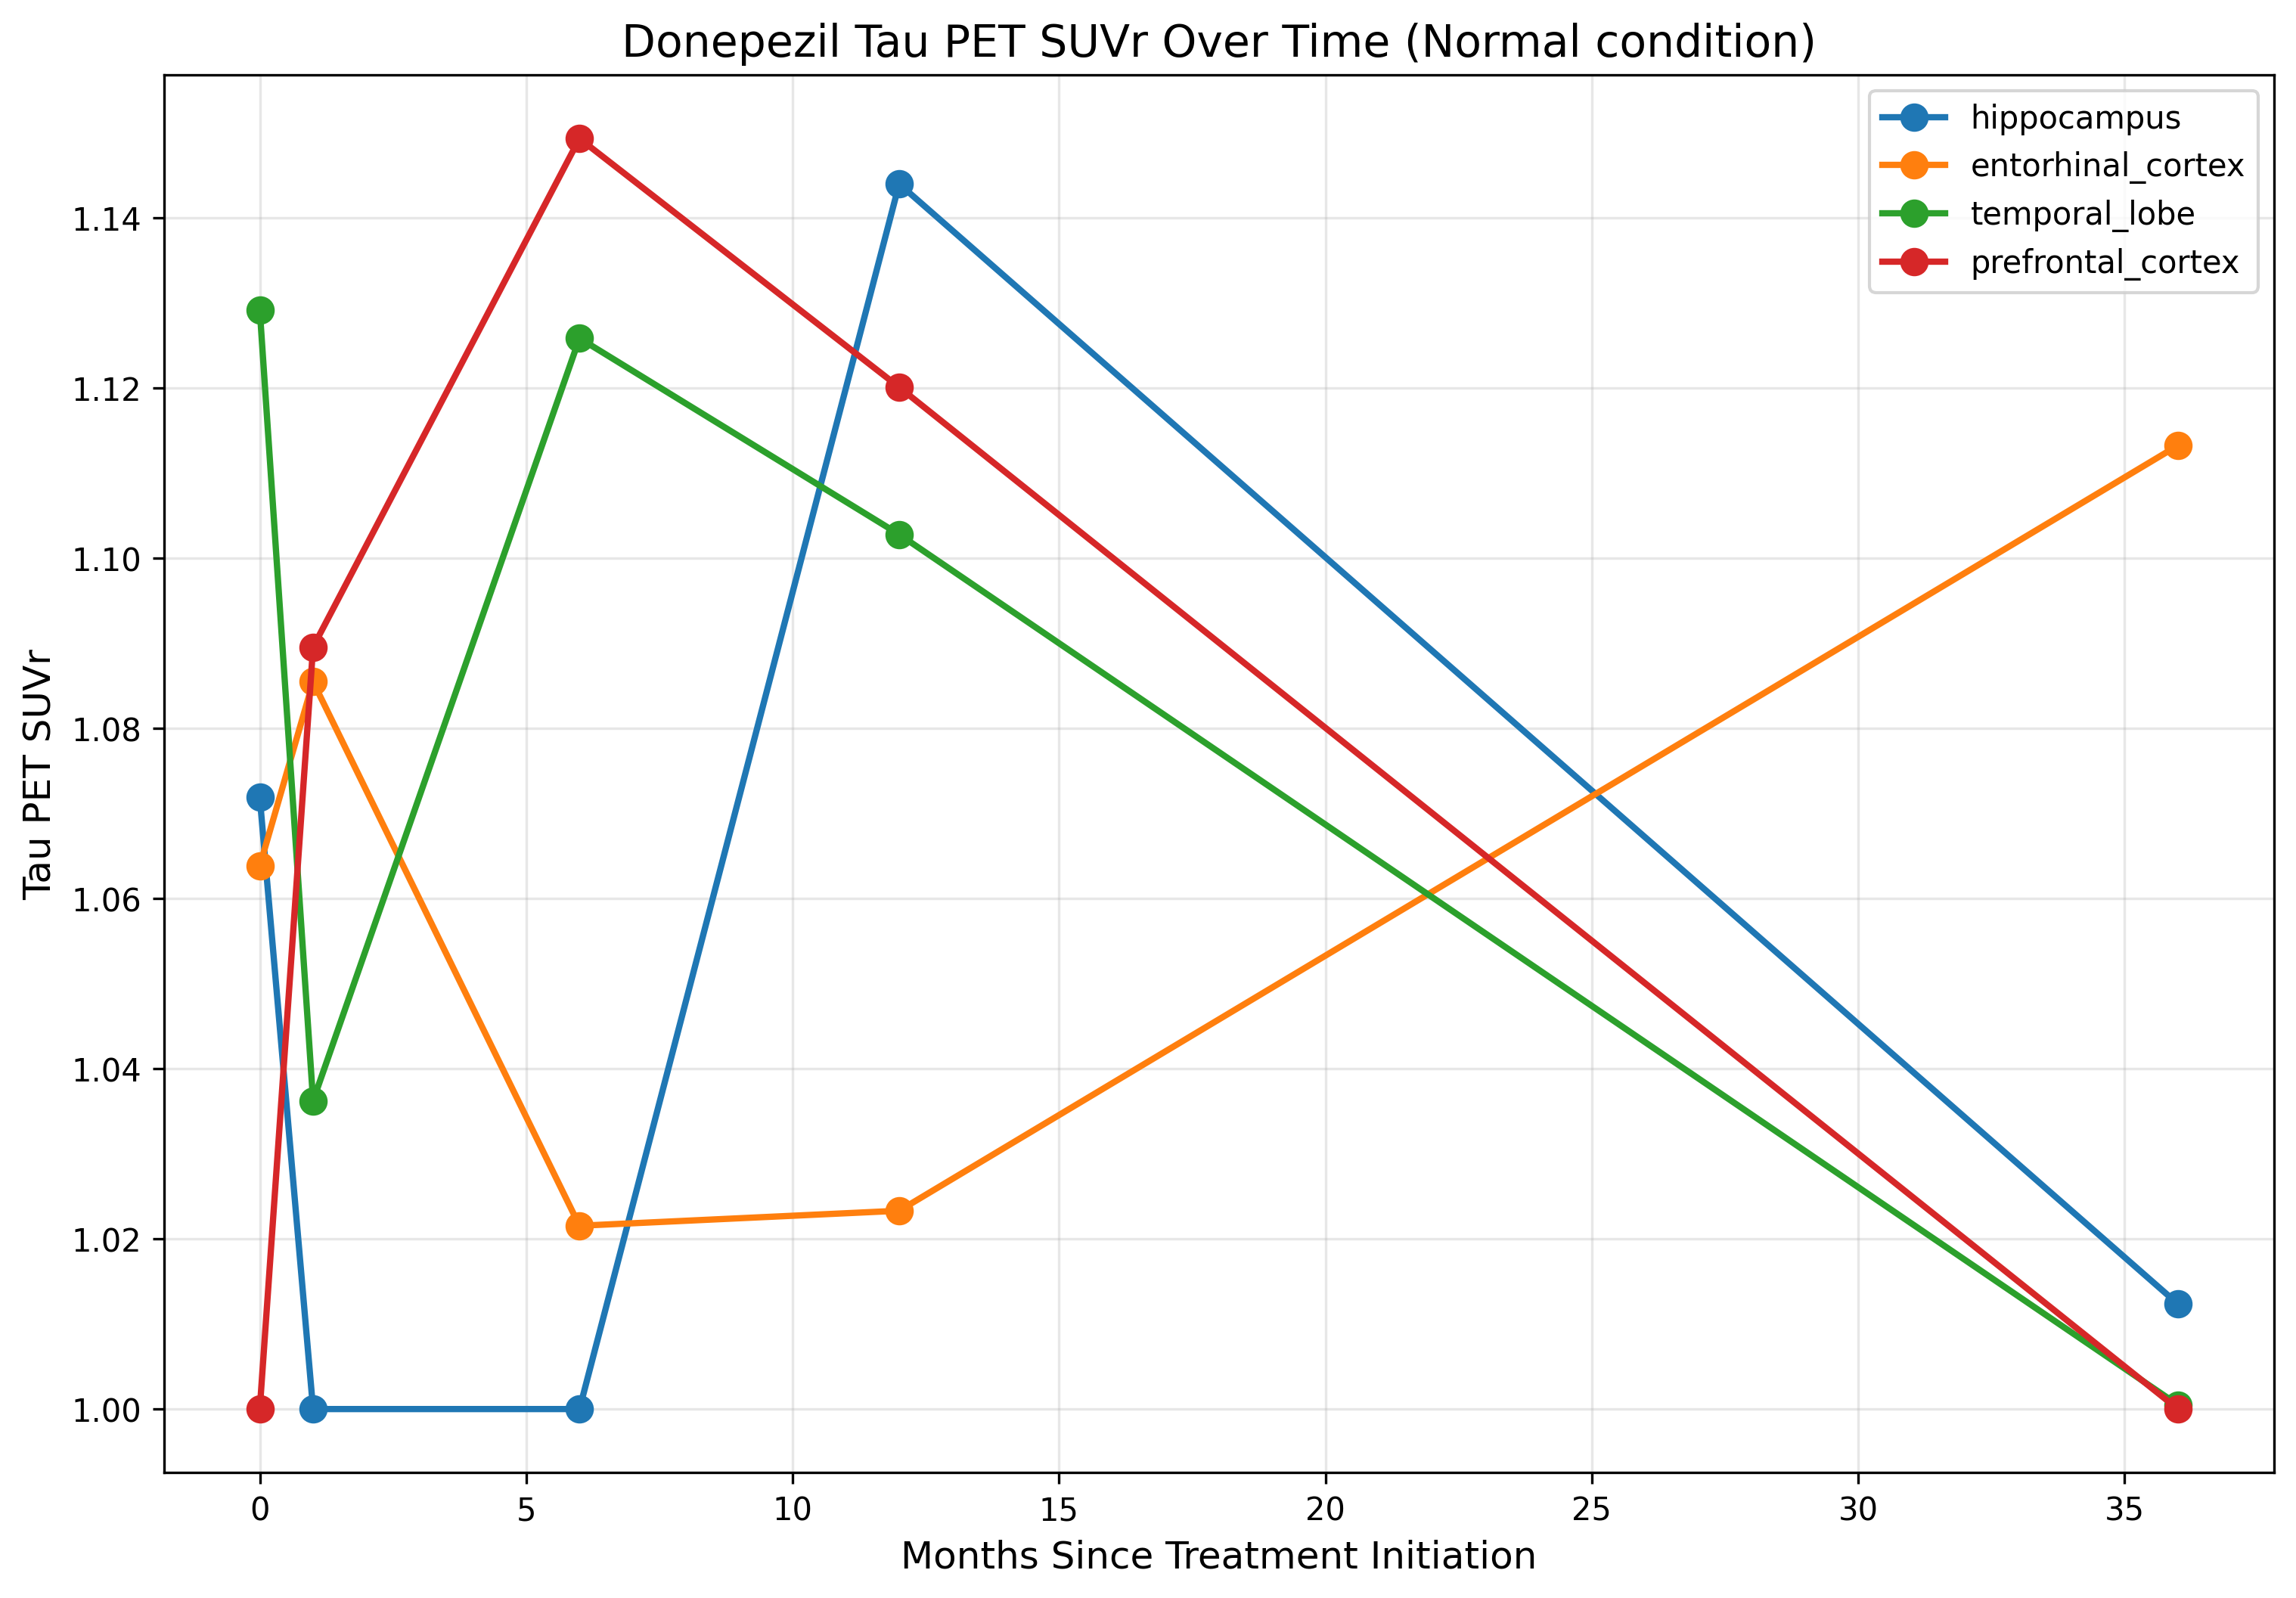 Donepezil Tau PET SUVr Over Time (Normal condition)
hippocampus
entorhinal_cortex
temporal_lobe
prefrontal_cortex
Tau PET SUVr
1.14
1.12
1.10
1.08
1.06
1.04
1.02
1.00
0 5 10 15 20 25 30 35
Months Since Treatment Initiation